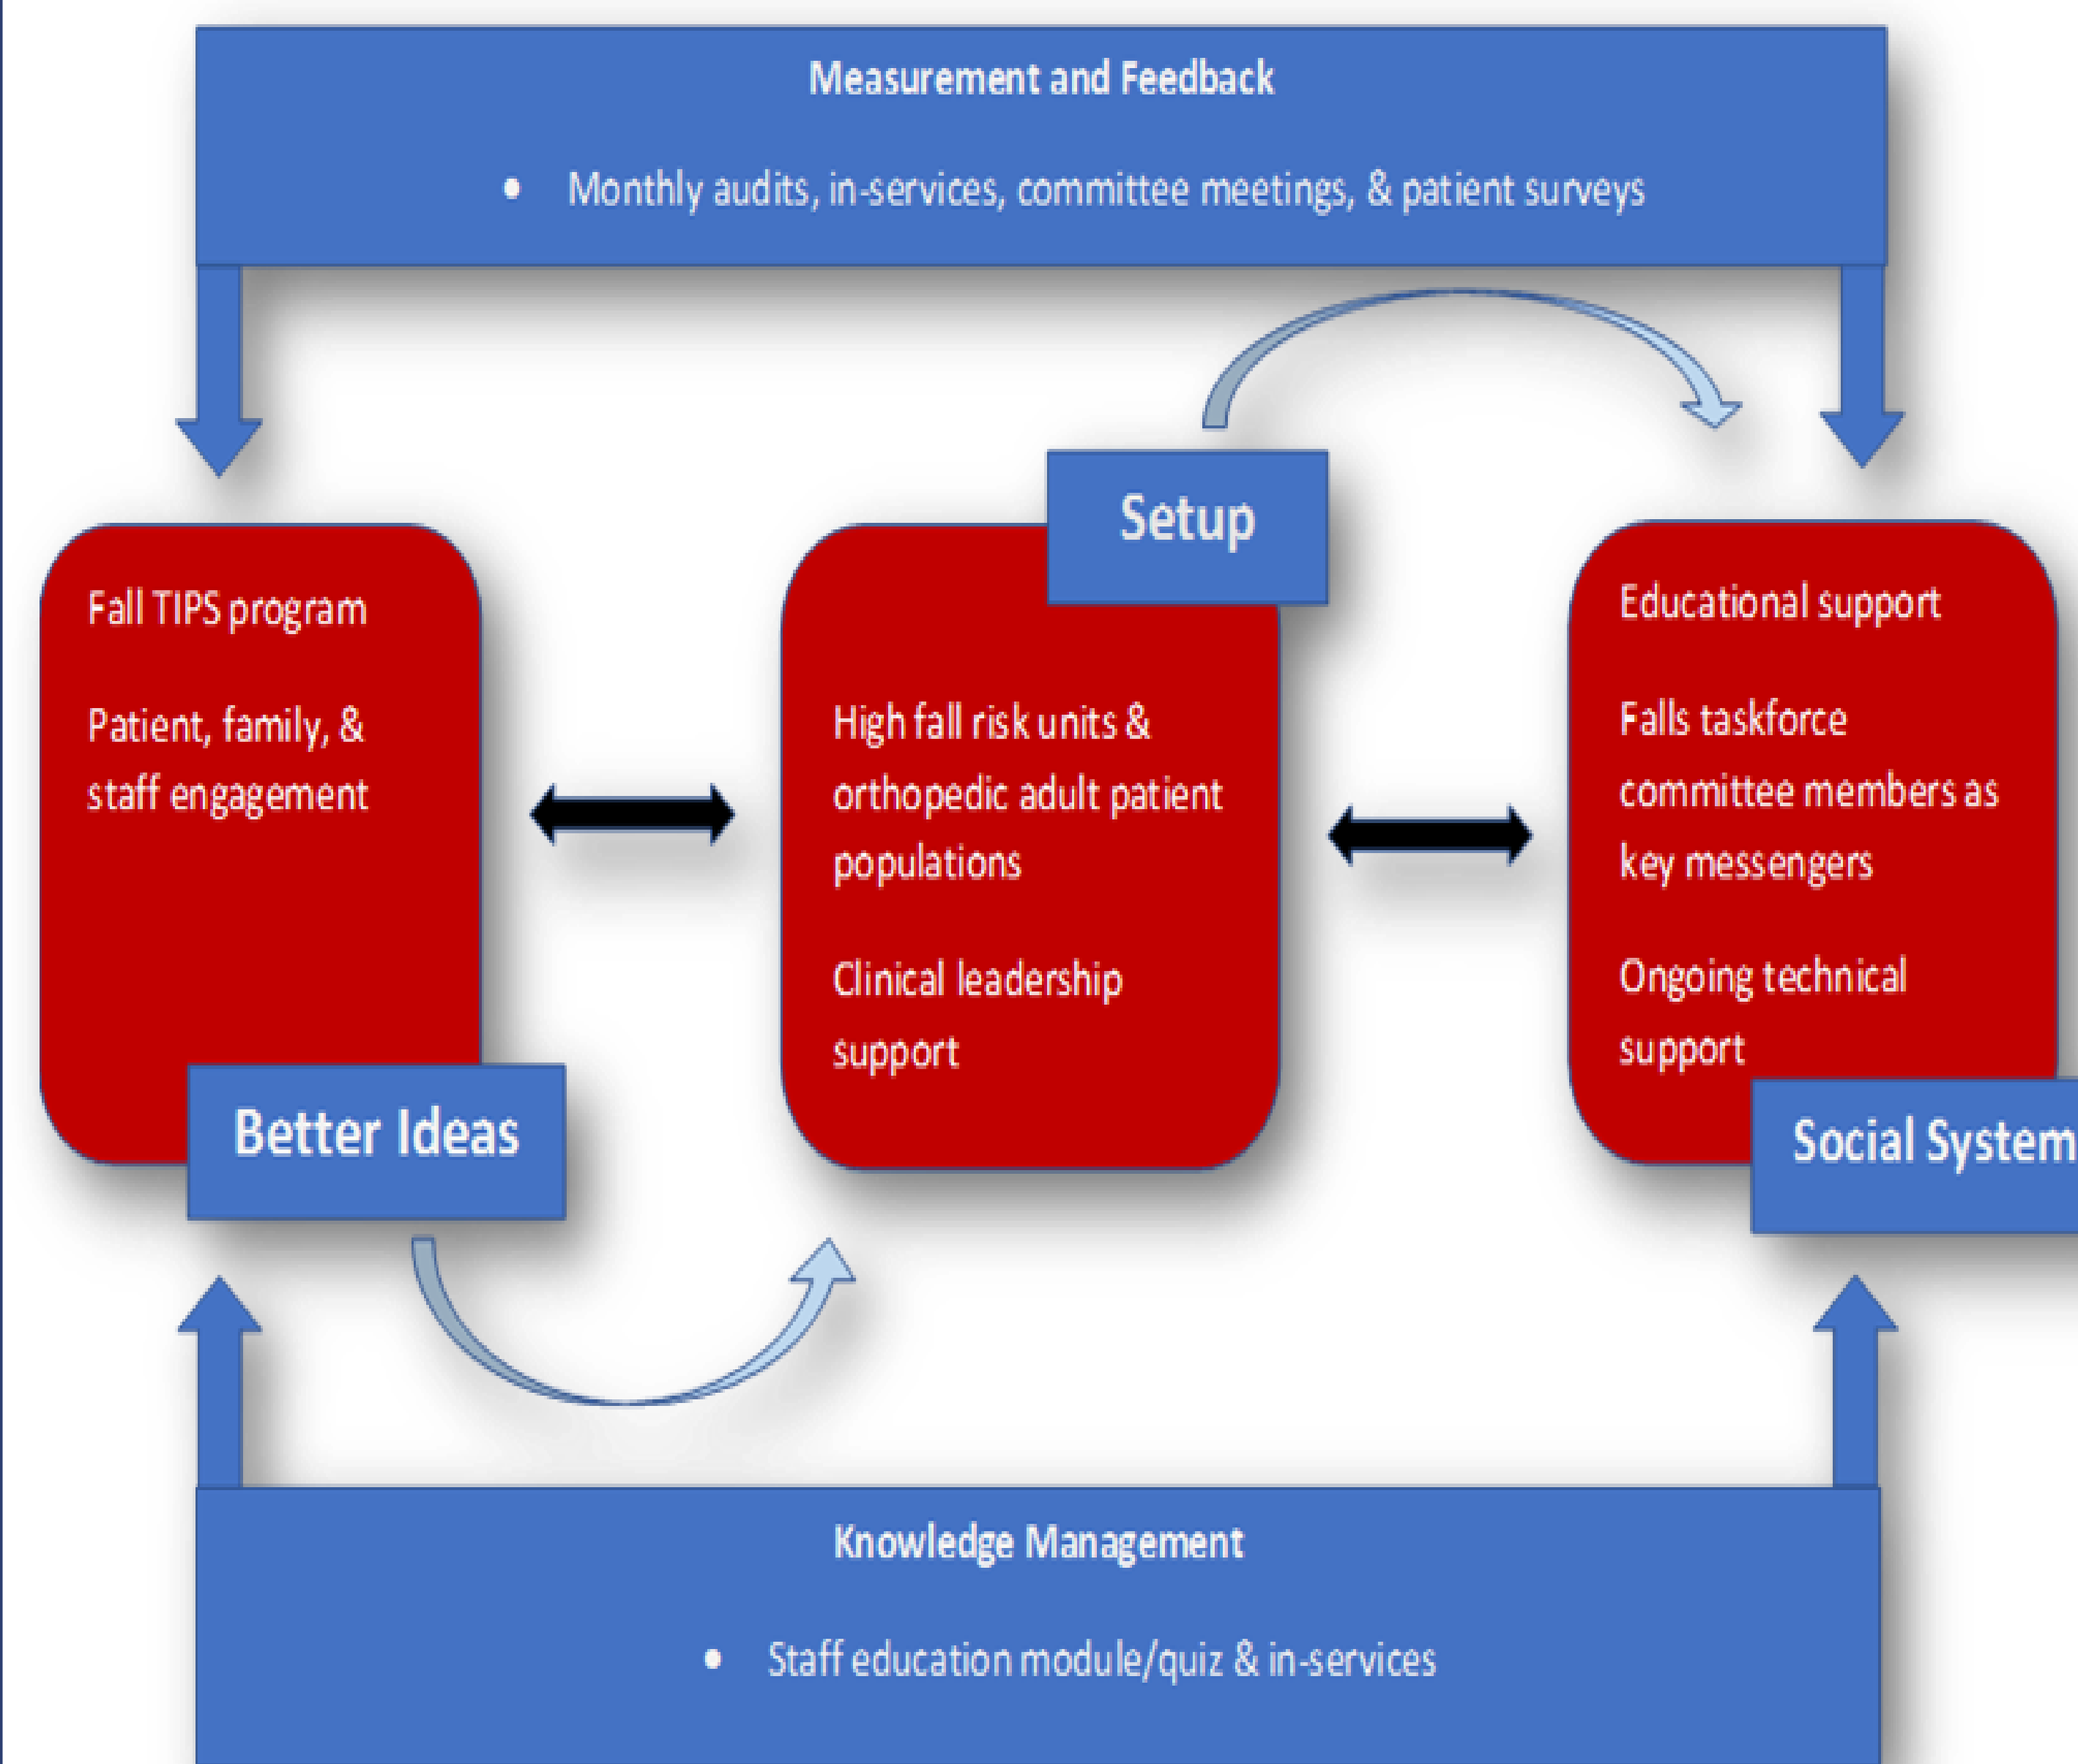 Measurement and Feedback
• Monthly audits, in-services, committee meetings, & patient surveys
Fall TIPS program
Patient, family, &
staff engagement
Better Ideas
Setup
High fall risk units &
orthopedic adult patient
populations
Clinical leadership
support
Educational support
Falls taskforce
committee members as
key messengers
Ongoing technical
support
Social System
Knowledge Management
• Staff education module/quiz & in-services